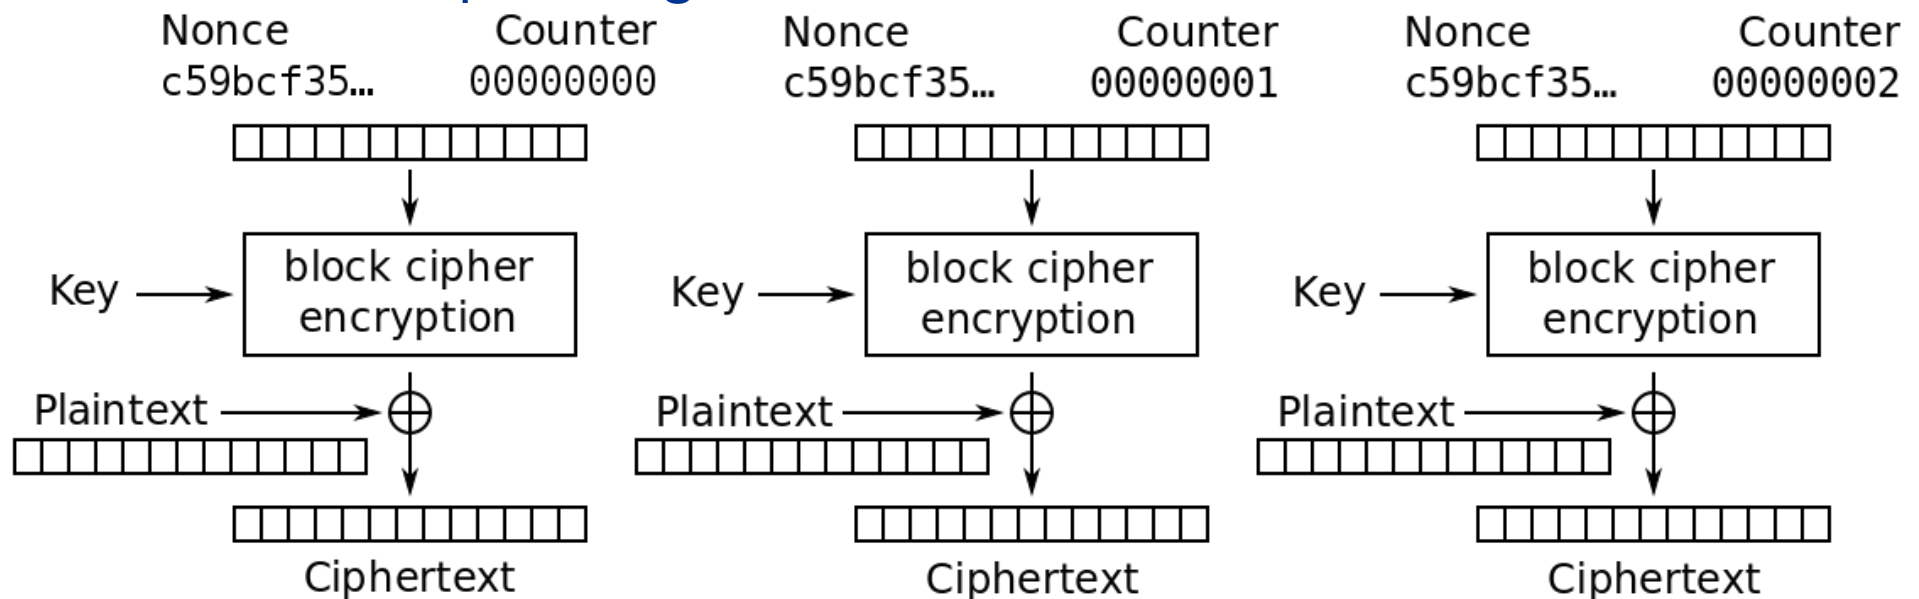 Nonce Counter Nonce Counter Nonce Counter
c59bcf35… 00000000 c59bcf35… 00000001 c59bcf35… 00000002
Key block cipher encryption Key block cipher encryption Key block cipher encryption
Plaintext Plaintext Plaintext
Ciphertext Ciphertext Ciphertext